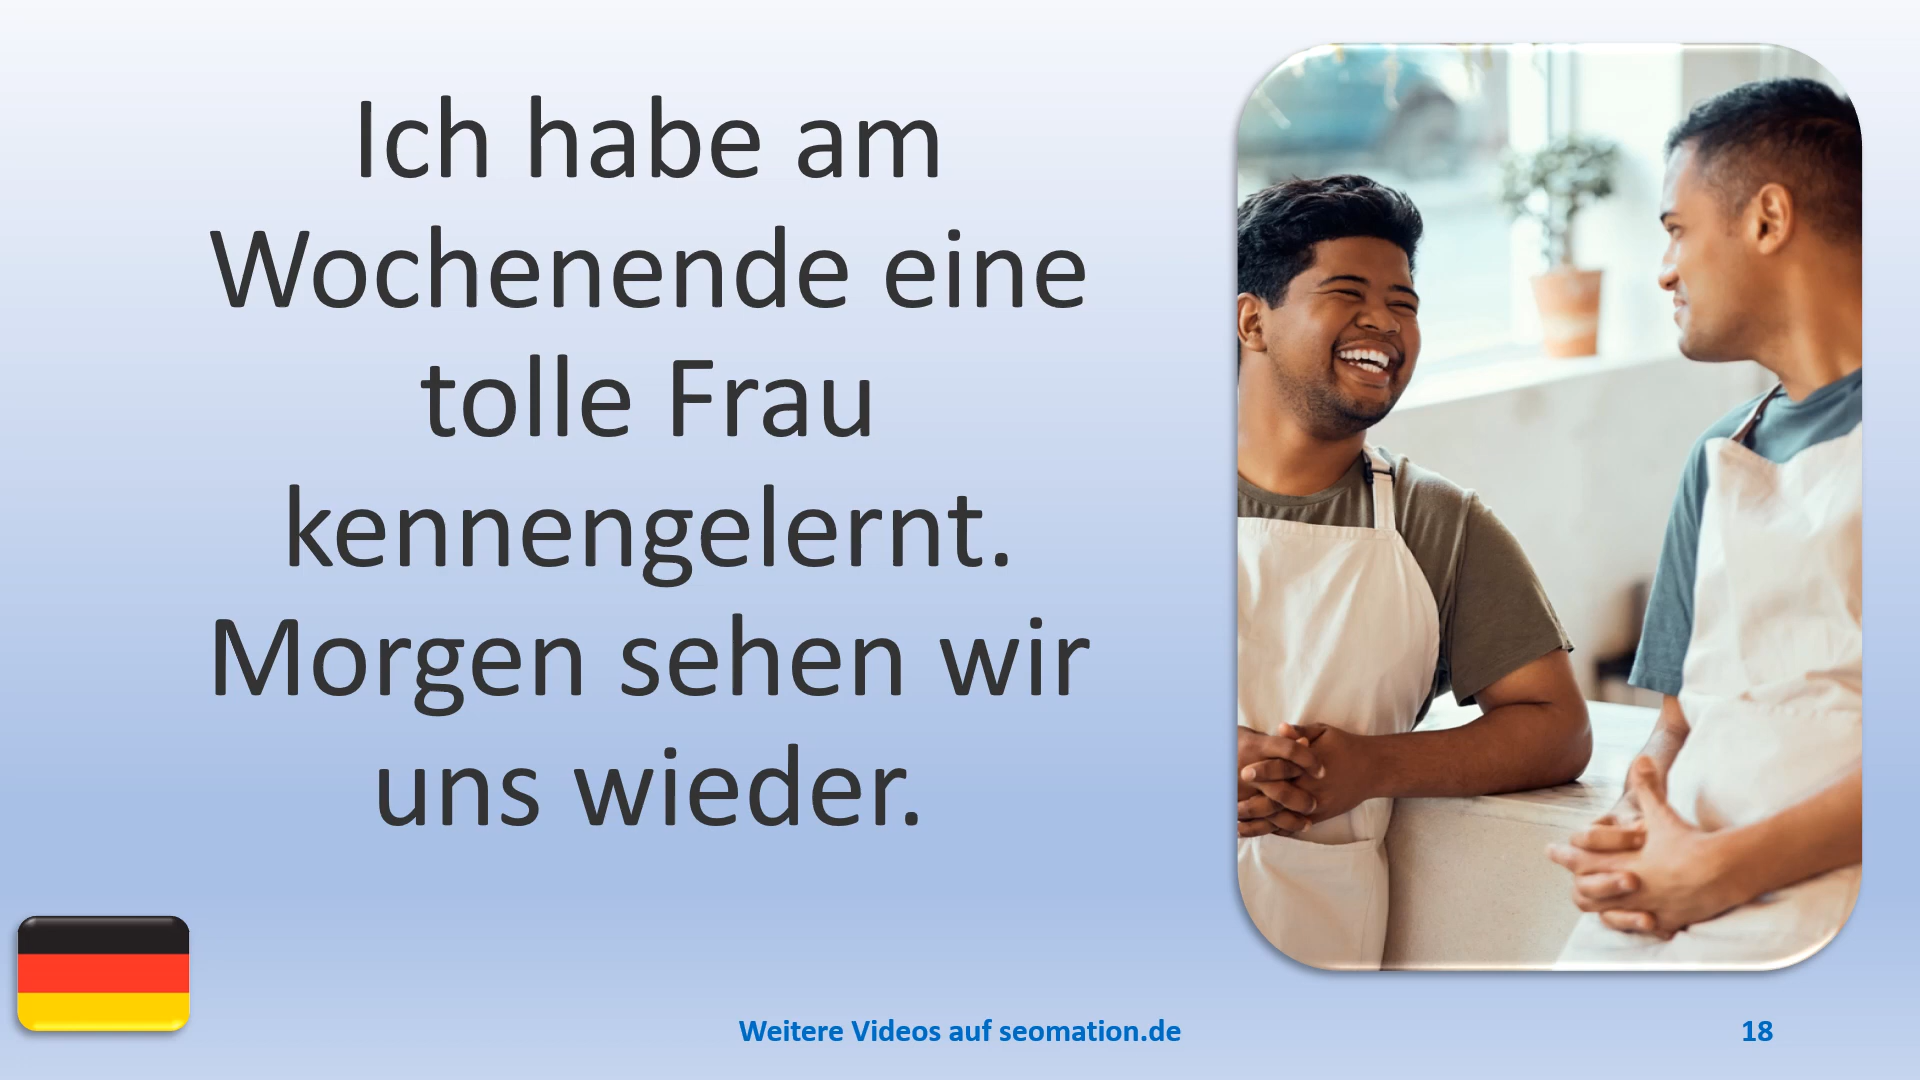 Ich habe am
Wochenende eine
tolle Frau
kennengelernt.
Morgen sehen wir
uns wieder.
Weitere Videos auf seomation.de
18